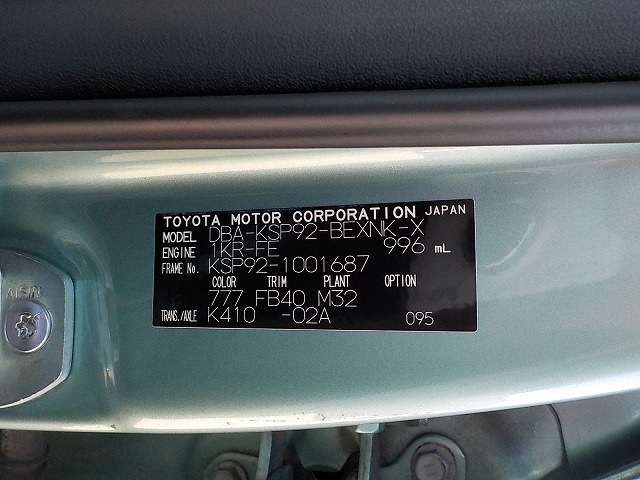 TOYOTA MOTOR CORPORATION JAPAN
MODEL DBA-KSP92-BEXNK-X
ENGINE 1KR-FE 996 mL
FRAME No. KSP92-1001687
COLOR TRIM PLANT OPTION
777 FB40 M32
TRANS./AXLE K410 -02A 095
AISIN